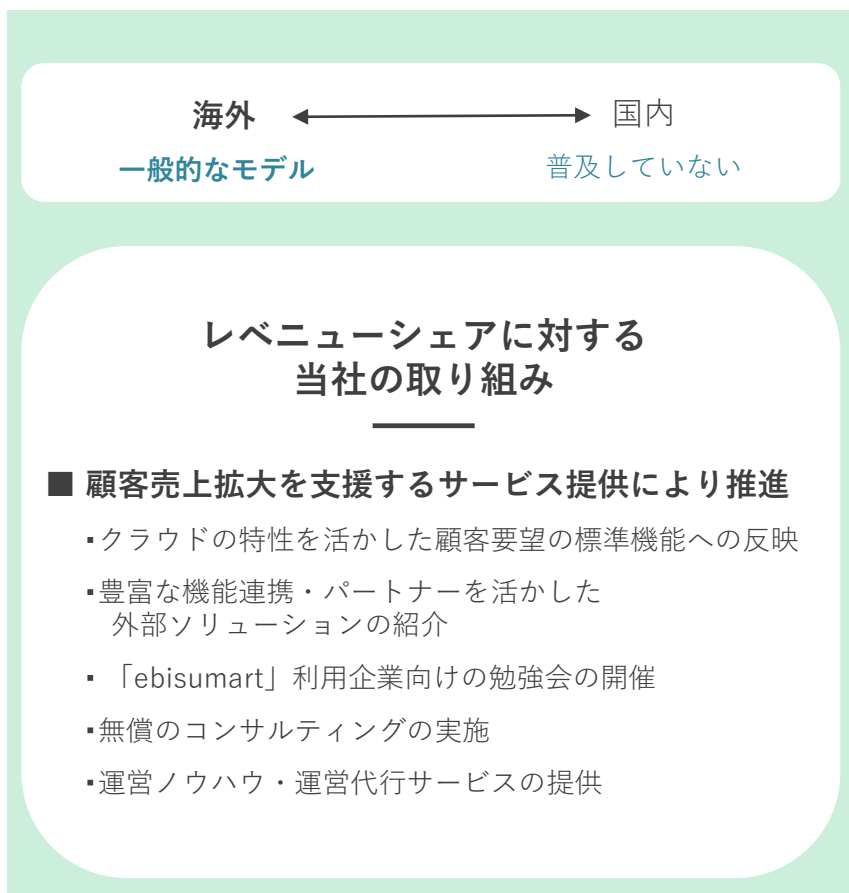 海外 国内
一般的なモデル 普及していない
レベニューシェアに対する
当社の取り組み
■ 顧客売上拡大を支援するサービス提供により推進
▪クラウドの特性を活かした顧客要望の標準機能への反映
▪豊富な機能連携・パートナーを活かした
外部ソリューションの紹介
▪「ebisumart」利用企業向けの勉強会の開催
▪無償のコンサルティングの実施
▪運営ノウハウ・運営代行サービスの提供